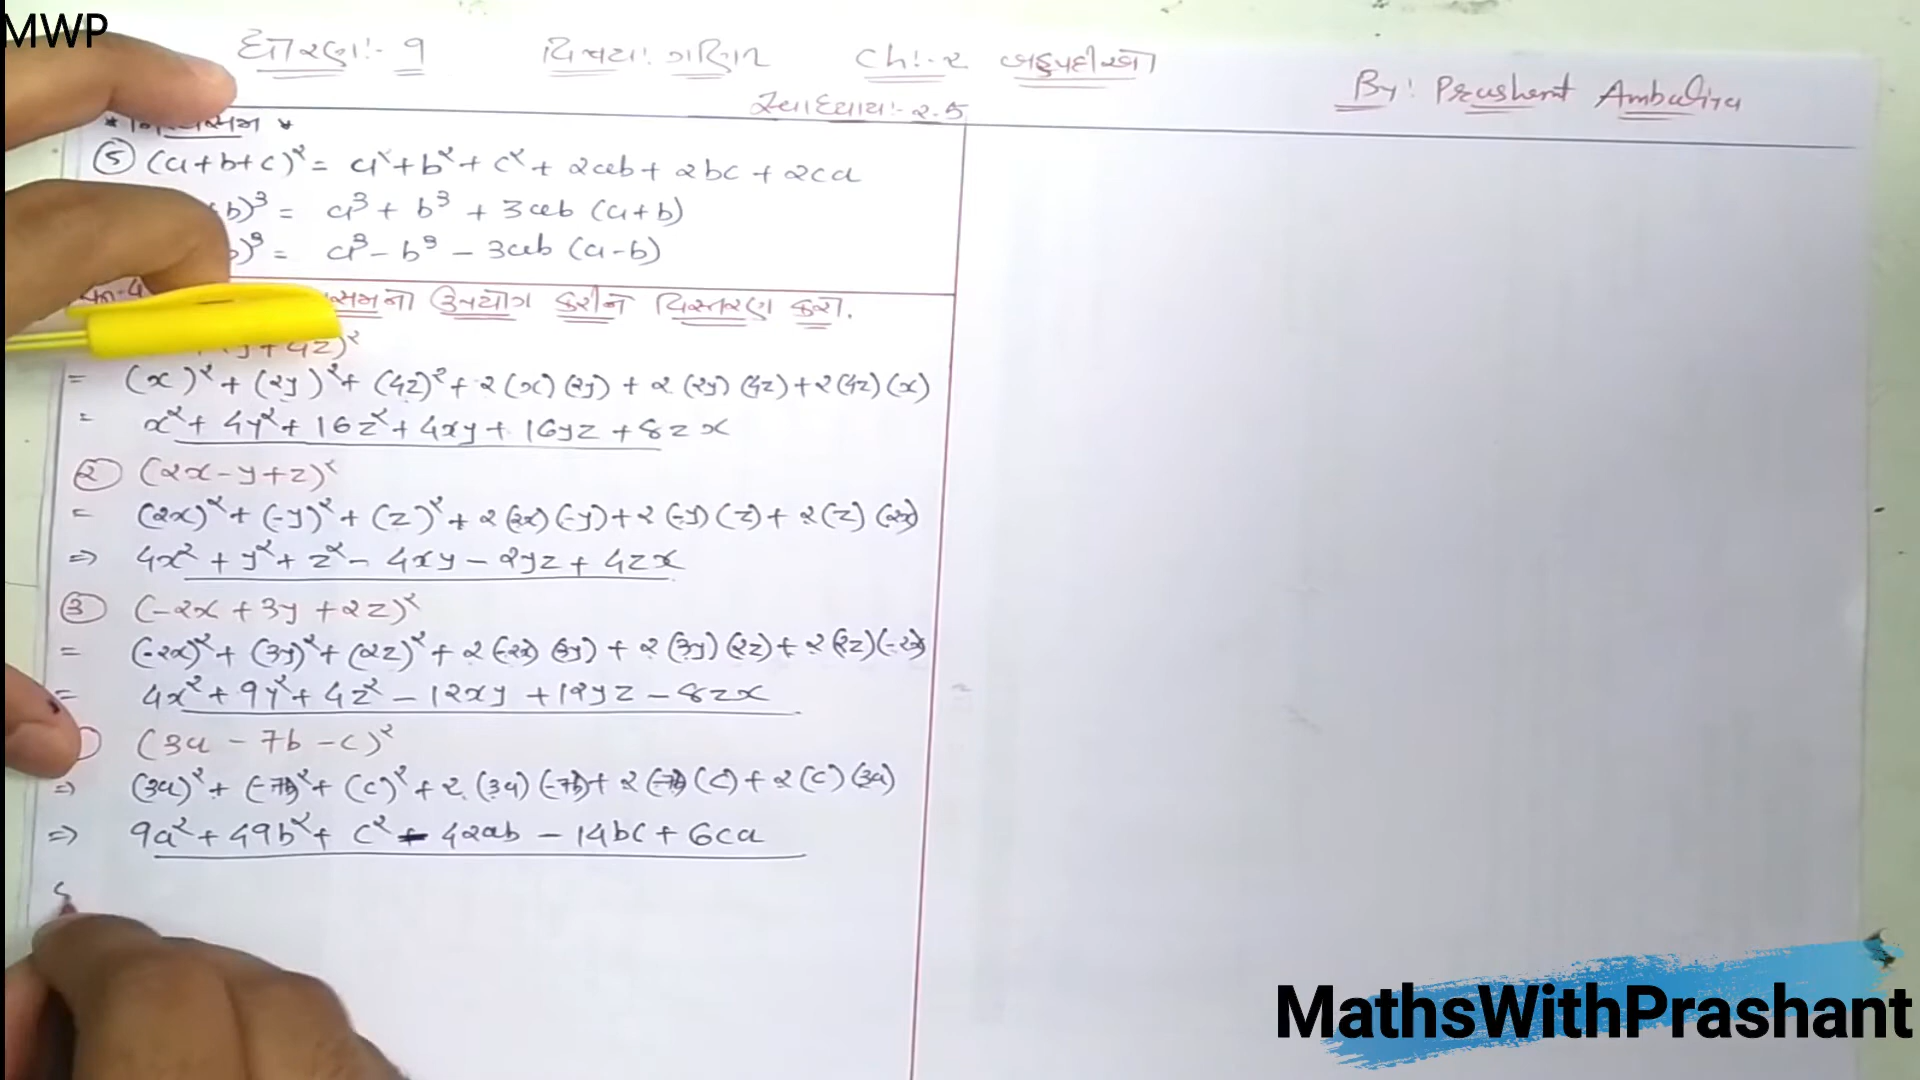 MWP
ધોરણ:- 9 વિષય: ગણિત Ch:-૨ બહુપદીઓ
By: Prashant Ambaliya
સ્વાધ્યાય:- ૨.5
⑤ (a+b+c)² = a² + b² + c² + 2ab + 2bc + 2ca
b)³ = a³ + b³ + 3ab (a+b)
b)³ = a³ - b³ - 3ab (a-b)
ઉપયોગ કરીને વિસ્તરણ કરો.
y+4z)²
= (x)² + (2y)² + (4z)² + 2(x)(2y) + 2(2y)(4z) + 2(4z)(x)
= x² + 4y² + 16z² + 4xy + 16yz + 8zx
② (2x-y+z)²
= (2x)² + (-y)² + (z)² + 2(2x)(-y) + 2(-y)(z) + 2(z)(2x)
⇒ 4x² + y² + z² - 4xy - 2yz + 4zx
③ (-2x + 3y + 2z)²
= (-2x)² + (3y)² + (2z)² + 2(-2x)(3y) + 2(3y)(2z) + 2(2z)(-2x)
= 4x² + 9y² + 4z² - 12xy + 12yz - 8zx
(3a - 7b - c)²
⇒ (3a)² + (-7b)² + (c)² + 2(3a)(-7b) + 2(-7b)(c) + 2(c)(3a)
⇒ 9a² + 49b² + c² - 42ab - 14bc + 6ca
MathsWithPrashant